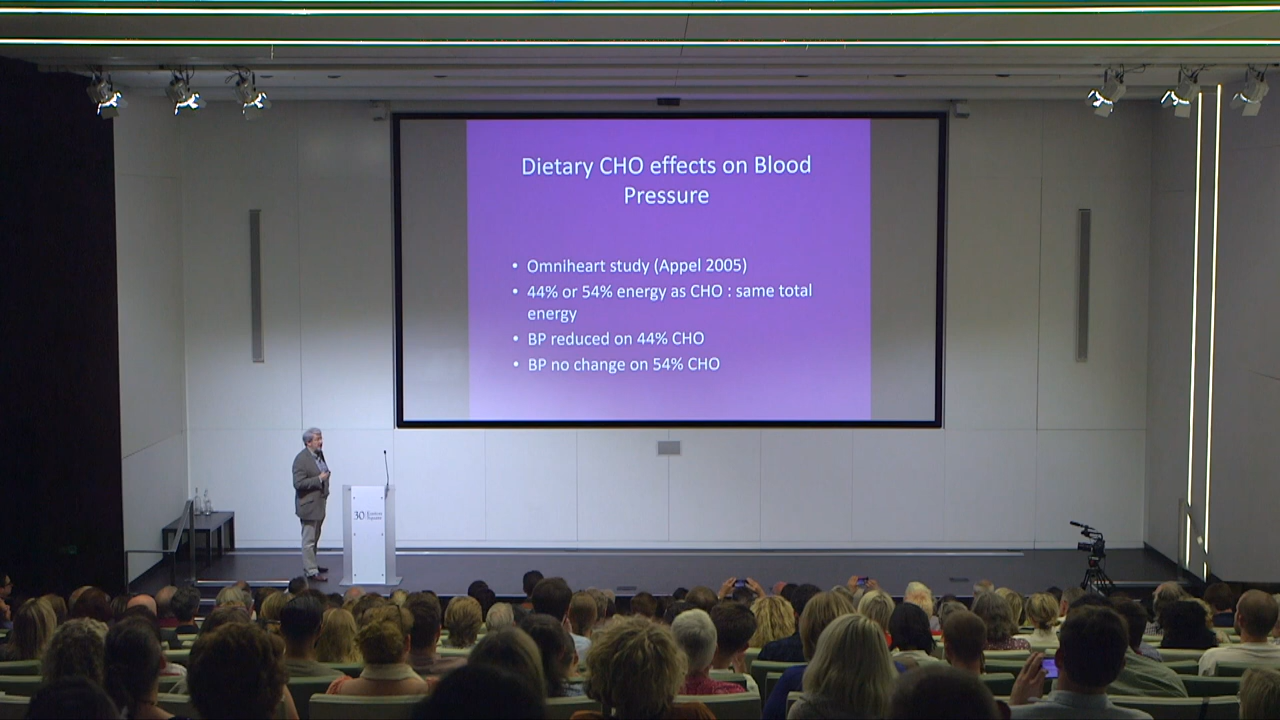 Dietary CHO effects on Blood
Pressure
• Omniheart study (Appel 2005)
• 44% or 54% energy as CHO : same total
energy
• BP reduced on 44% CHO
• BP no change on 54% CHO
30